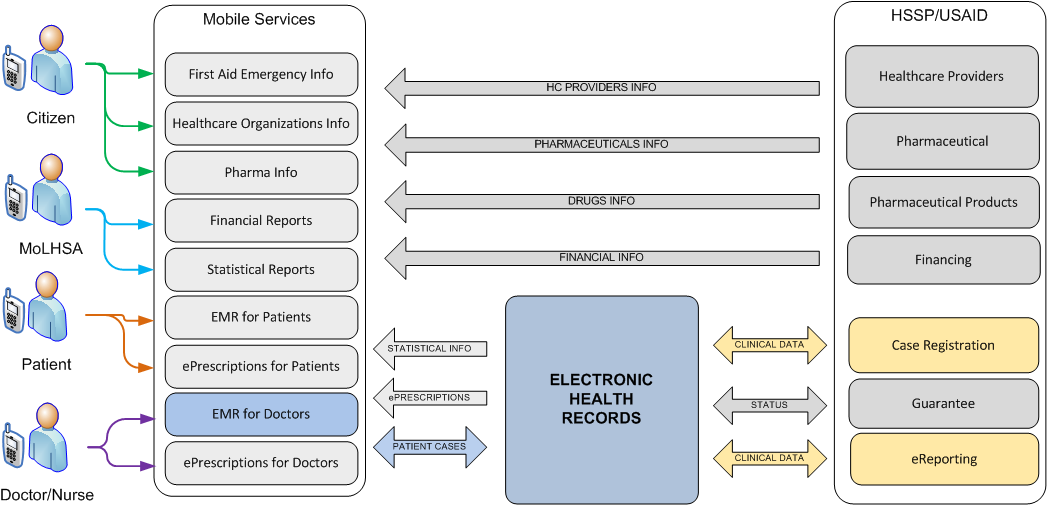 Mobile Services
HSSP/USAID
Citizen
MoLHSA
Patient
Doctor/Nurse
First Aid Emergency Info
Healthcare Organizations Info
Pharma Info
Financial Reports
Statistical Reports
EMR for Patients
ePrescriptions for Patients
EMR for Doctors
ePrescriptions for Doctors
HC PROVIDERS INFO
PHARMACEUTICALS INFO
DRUGS INFO
FINANCIAL INFO
STATISTICAL INFO
ePRESCRIPTIONS
PATIENT CASES
ELECTRONIC
HEALTH
RECORDS
CLINICAL DATA
STATUS
CLINICAL DATA
Healthcare Providers
Pharmaceutical
Pharmaceutical Products
Financing
Case Registration
Guarantee
eReporting